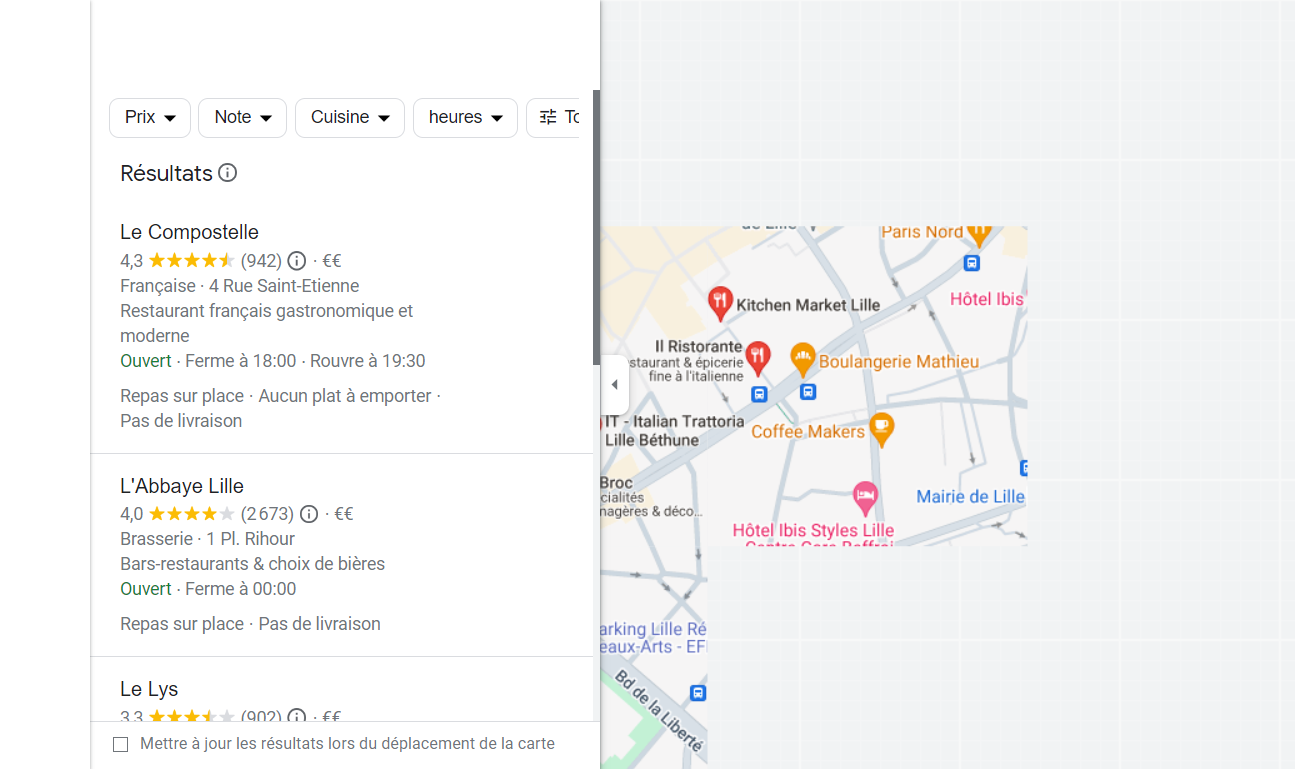 Prix
Note
Cuisine
heures
Résultats
Le Compostelle
4,3 (942) · €€
Française · 4 Rue Saint-Etienne
Restaurant français gastronomique et
moderne
Ouvert · Ferme à 18:00 · Rouvre à 19:30
Repas sur place · Aucun plat à emporter ·
Pas de livraison
L'Abbaye Lille
4,0 (2 673) · €€
Brasserie · 1 Pl. Rihour
Bars-restaurants & choix de bières
Ouvert · Ferme à 00:00
Repas sur place · Pas de livraison
Le Lys
3,3 (902) · €€
Mettre à jour les résultats lors du déplacement de la carte
de Lille
Paris Nord
Hôtel Ibis
Kitchen Market Lille
Il Ristorante
staurant & épicerie
fine à l'italienne
Boulangerie Mathieu
IT - Italian Trattoria
Lille Béthune
Coffee Makers
Broc
cialités
nagères & déco...
Mairie de Lille
Hôtel Ibis Styles Lille
Centre Gare Beffroi
arking Lille Ré
eaux-Arts - EF
Bd de la Liberté